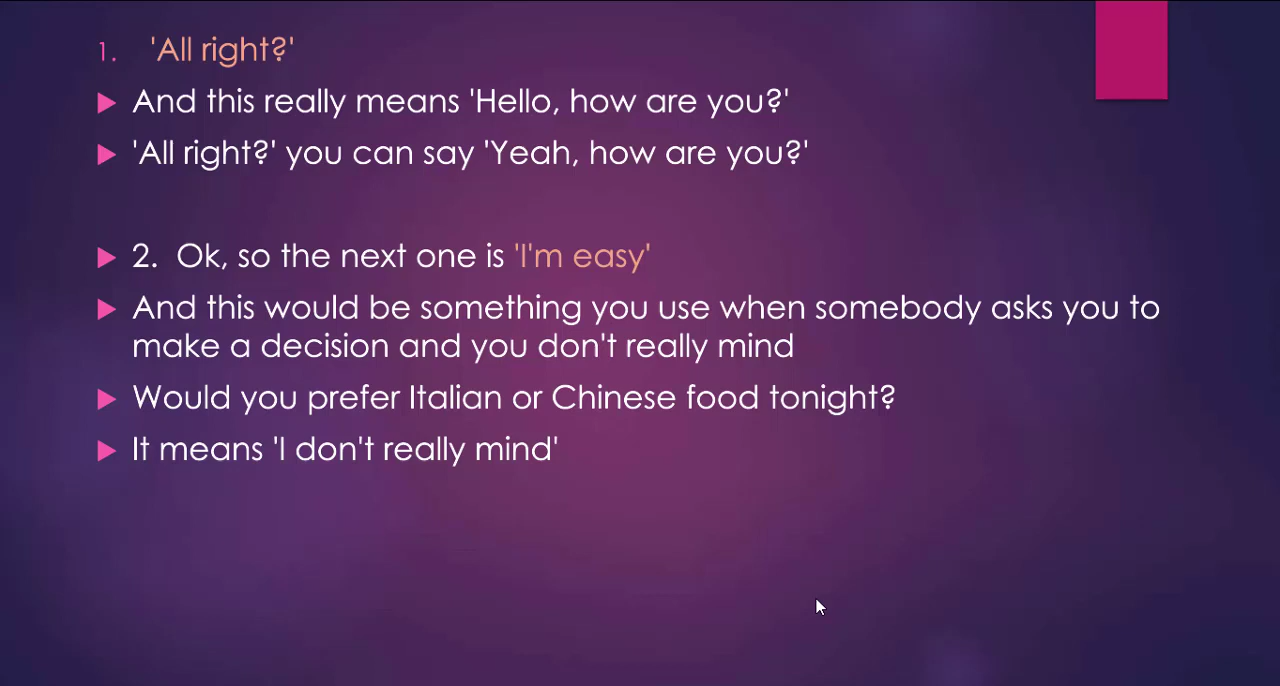 1. 'All right?'
And this really means 'Hello, how are you?'
'All right?' you can say 'Yeah, how are you?'
2. Ok, so the next one is 'I'm easy'
And this would be something you use when somebody asks you to
make a decision and you don't really mind
Would you prefer Italian or Chinese food tonight?
It means 'I don't really mind'